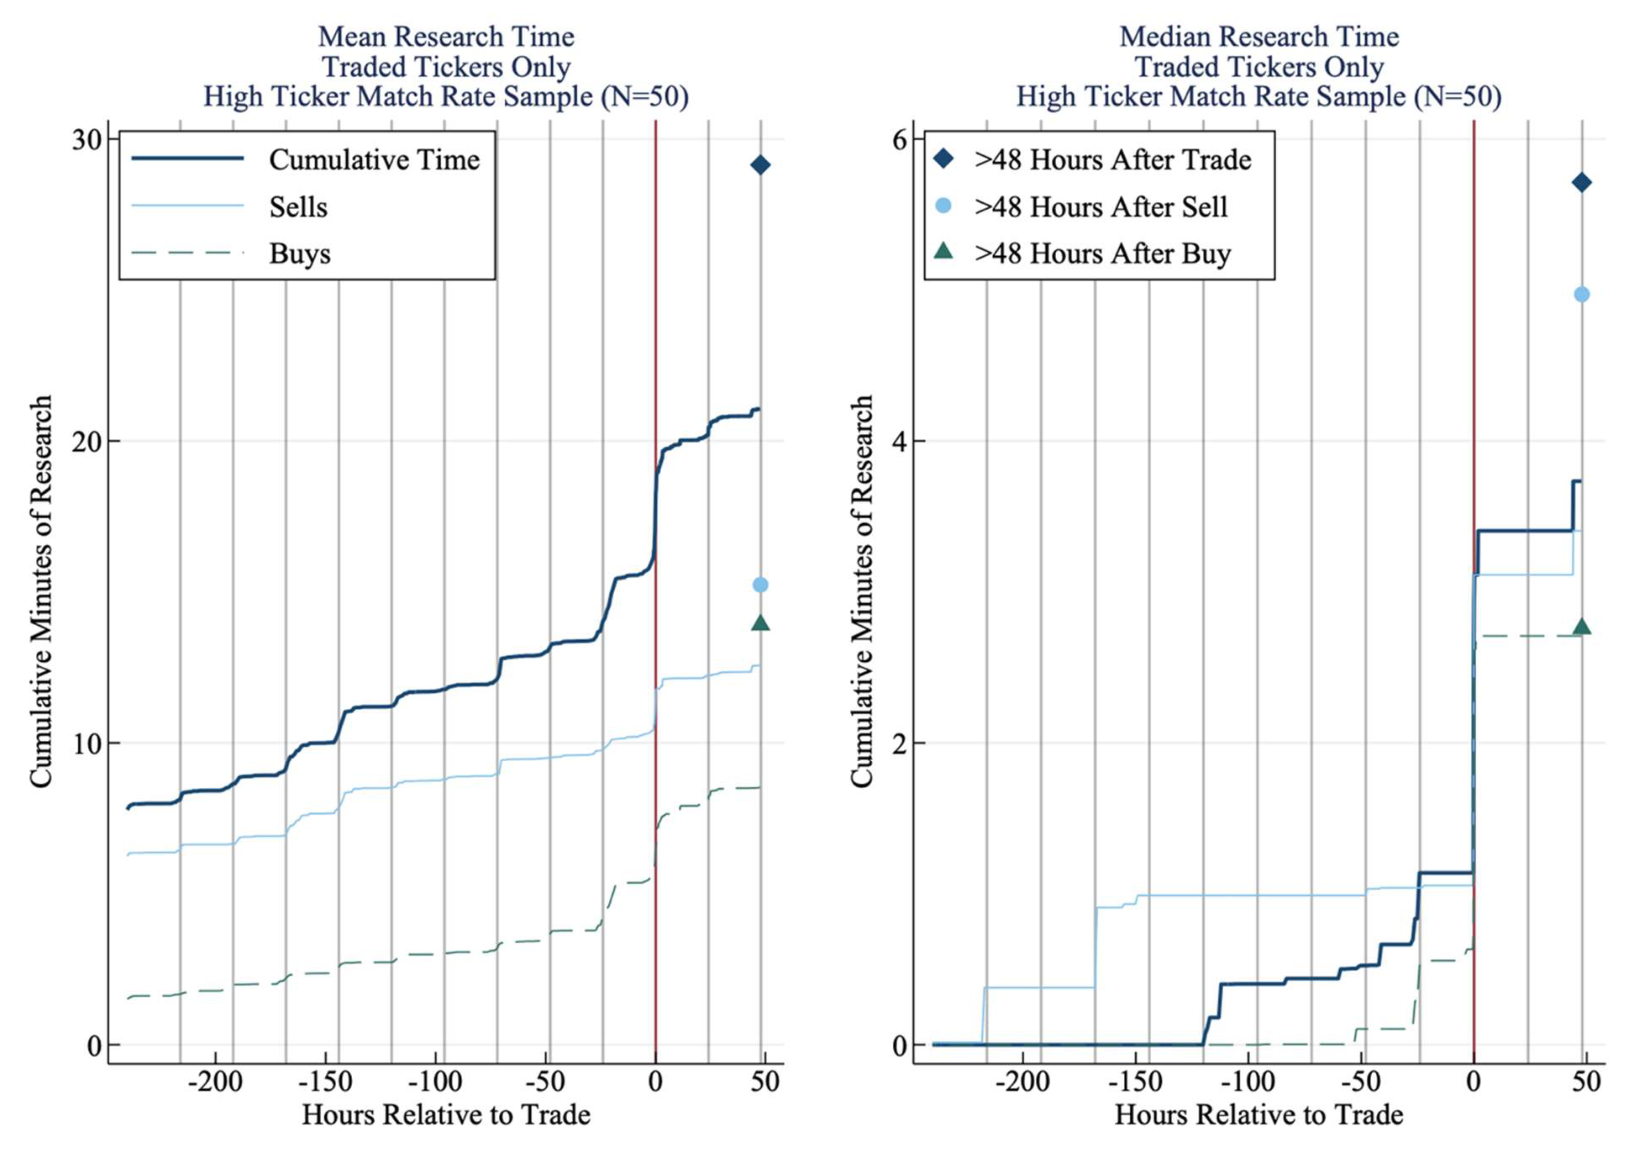 Mean Research Time
Traded Tickers Only
High Ticker Match Rate Sample (N=50)
30
20
10
0
Cumulative Minutes of Research
Cumulative Time
Sells
Buys
-200
-150
-100
-50
0
50
Hours Relative to Trade
Median Research Time
Traded Tickers Only
High Ticker Match Rate Sample (N=50)
6
4
2
0
Cumulative Minutes of Research
>48 Hours After Trade
>48 Hours After Sell
>48 Hours After Buy
-200
-150
-100
-50
0
50
Hours Relative to Trade